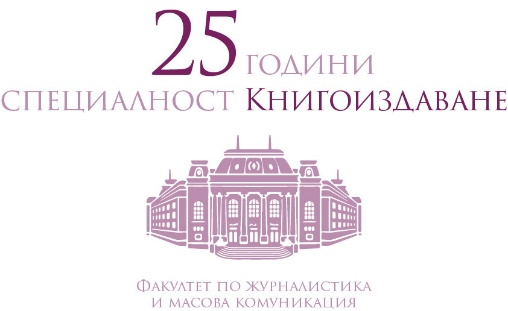 25 ГОДИНИ
СПЕЦИАЛНОСТ КНИГОИЗДАВАНЕ
ФАКУЛТЕТ ПО ЖУРНАЛИСТИКА
И МАСОВА КОМУНИКАЦИЯ